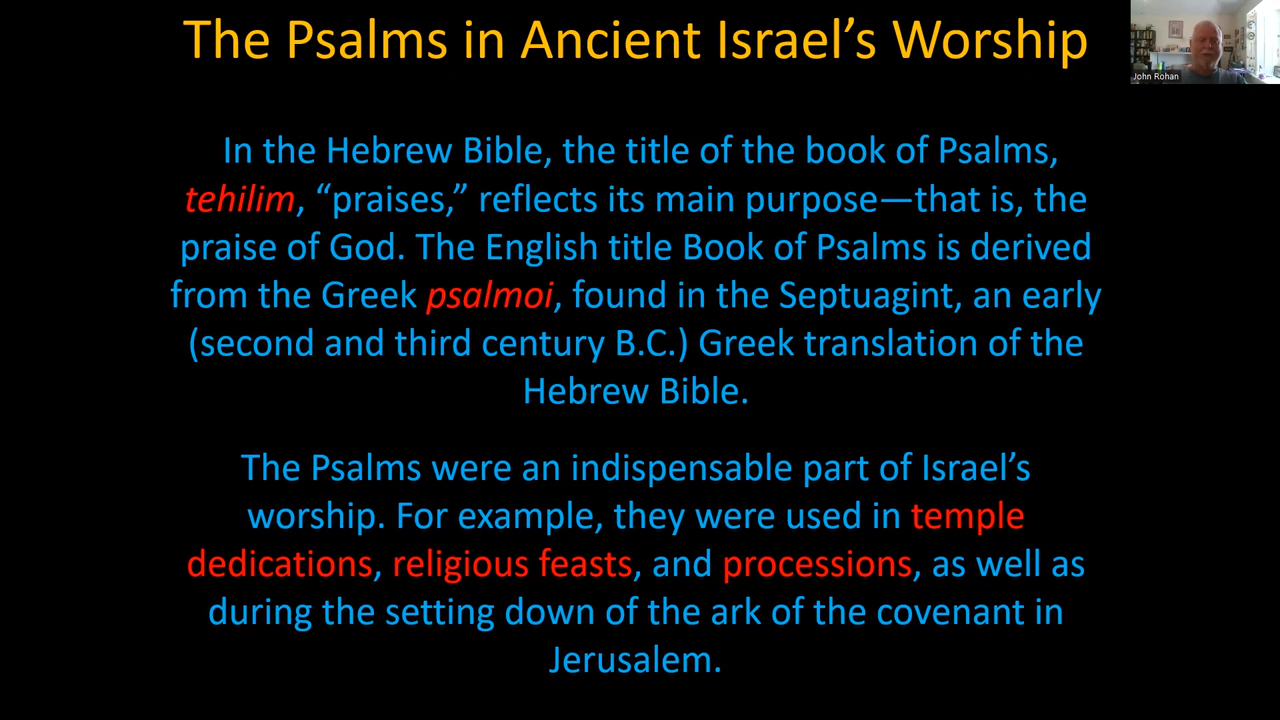 The Psalms in Ancient Israel’s Worship
John Rohan
In the Hebrew Bible, the title of the book of Psalms,
tehilim, “praises,” reflects its main purpose—that is, the
praise of God. The English title Book of Psalms is derived
from the Greek psalmoi, found in the Septuagint, an early
(second and third century B.C.) Greek translation of the
Hebrew Bible.
The Psalms were an indispensable part of Israel’s
worship. For example, they were used in temple
dedications, religious feasts, and processions, as well as
during the setting down of the ark of the covenant in
Jerusalem.